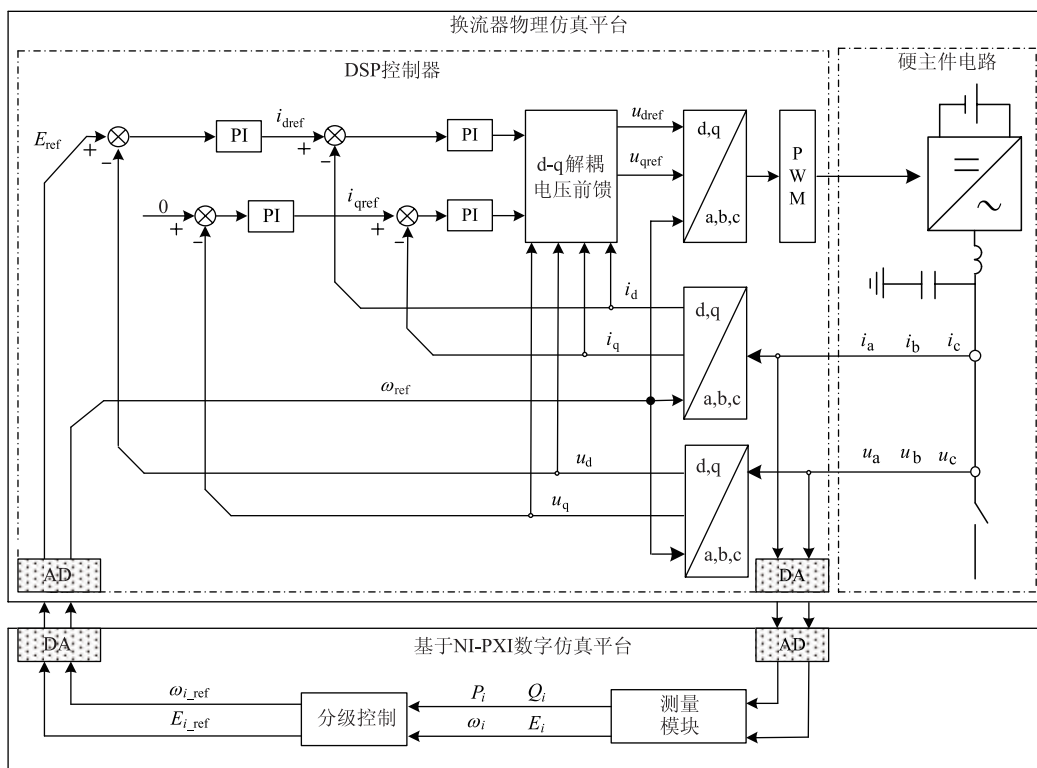 换流器物理仿真平台
DSP控制器
硬主件电路
E_ref
+
-
PI
i_dref
+
-
PI
d-q解耦
电压前馈
u_dref
u_qref
d,q
a,b,c
P
W
M
=
~
0
+
-
PI
i_qref
+
-
PI
i_d
i_q
d,q
a,b,c
i_a i_b i_c
ω_ref
u_d
u_q
d,q
a,b,c
u_a u_b u_c
AD
DA
DA
基于NI-PXI数字仿真平台
AD
ω_i_ref
E_i_ref
分级控制
P_i Q_i
ω_i E_i
测量
模块